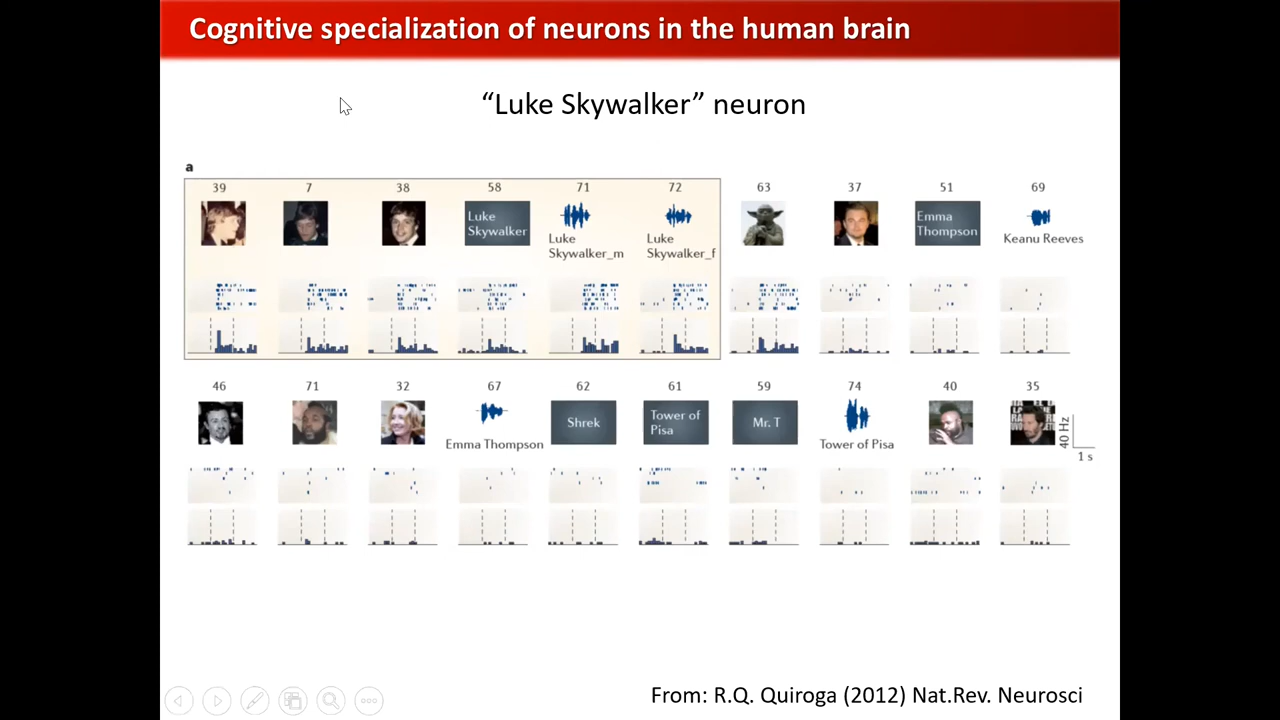 Cognitive specialization of neurons in the human brain
“Luke Skywalker” neuron
a
39 7 38 58 71 72 63 37 51 69
Luke
Skywalker
Luke
Skywalker_m
Luke
Skywalker_f
Emma
Thompson
Keanu Reeves
46 71 32 67 62 61 59 74 40 35
Emma Thompson
Shrek
Tower of
Pisa
Mr. T
Tower of Pisa
40 Hz
1 s
From: R.Q. Quiroga (2012) Nat.Rev. Neurosci